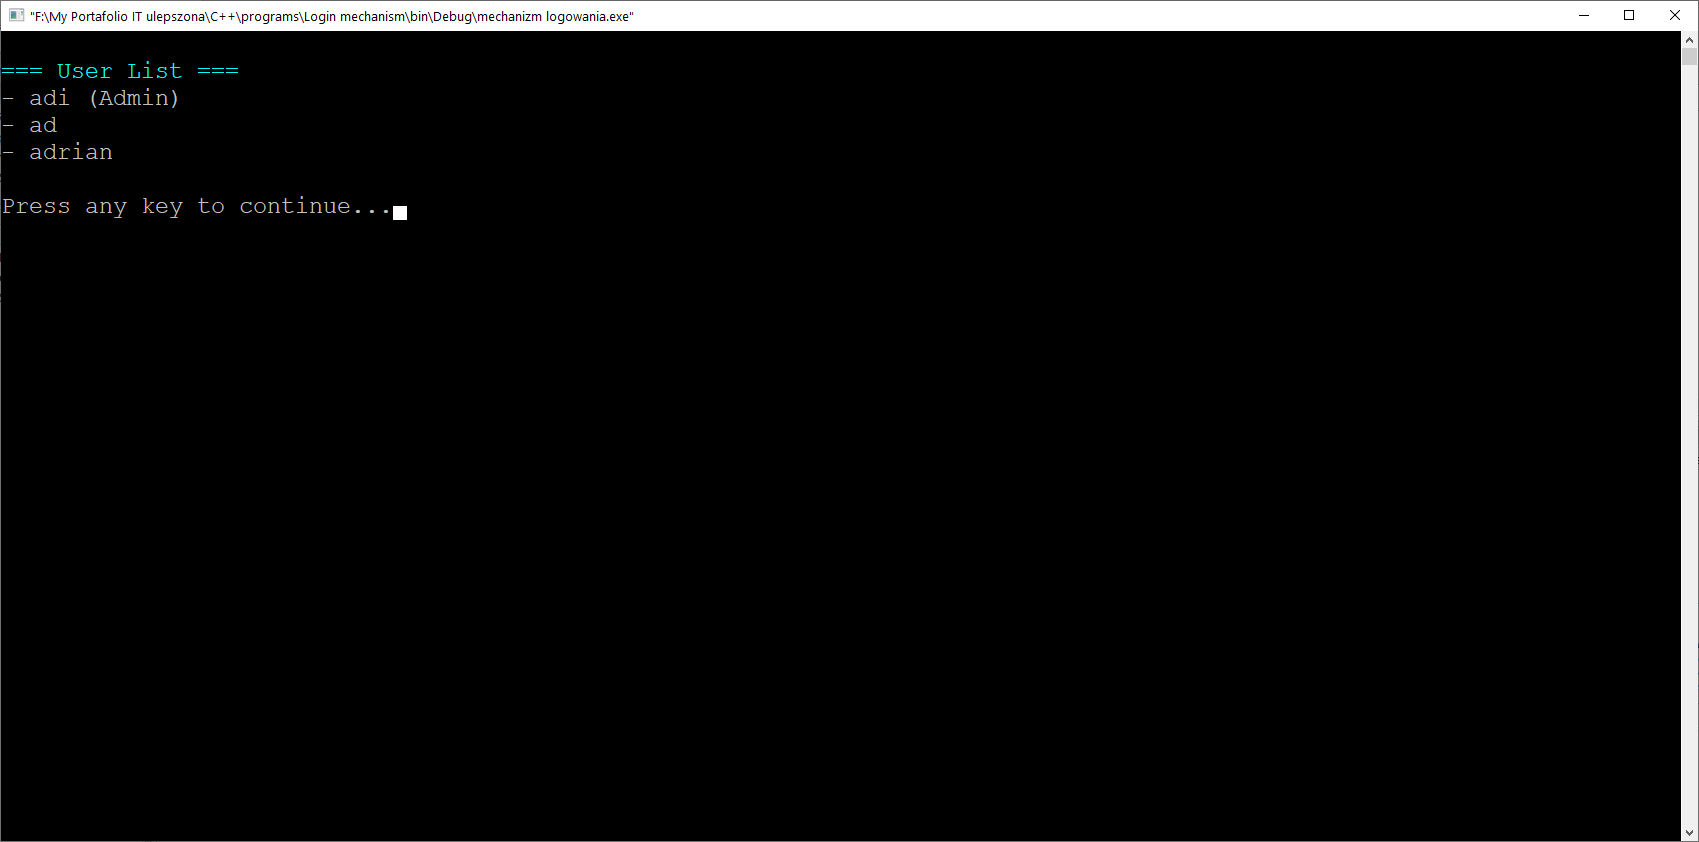 "F:\My Portafolio IT ulepszona\C++\programs\Login mechanism\bin\Debug\mechanizm logowania.exe"
=== User List ===
- adi (Admin)
- ad
- adrian
Press any key to continue...